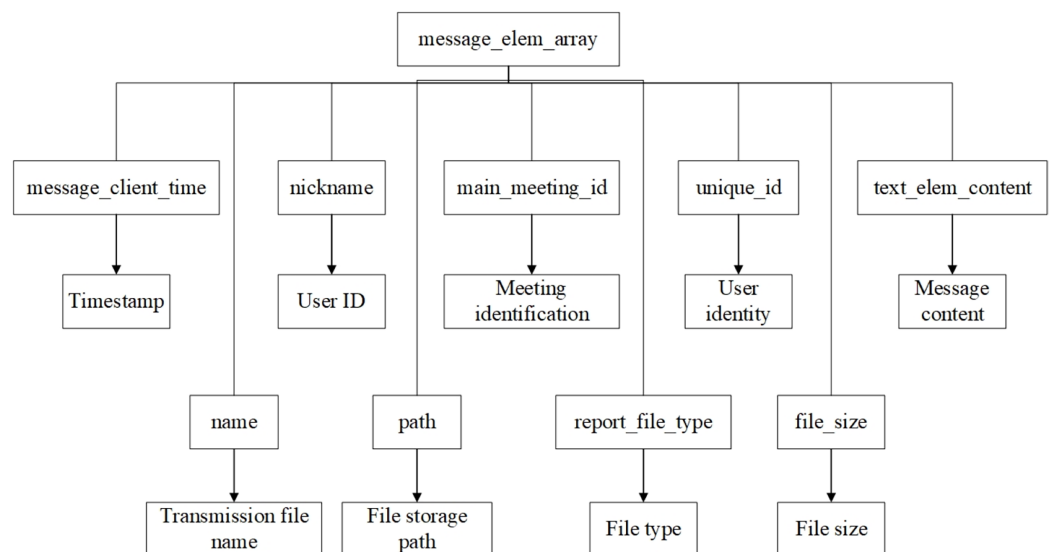 message_elem_array
message_client_time
nickname
main_meeting_id
unique_id
text_elem_content
Timestamp
User ID
Meeting
identification
User
identity
Message
content
name
path
report_file_type
file_size
Transmission file
name
File storage
path
File type
File size